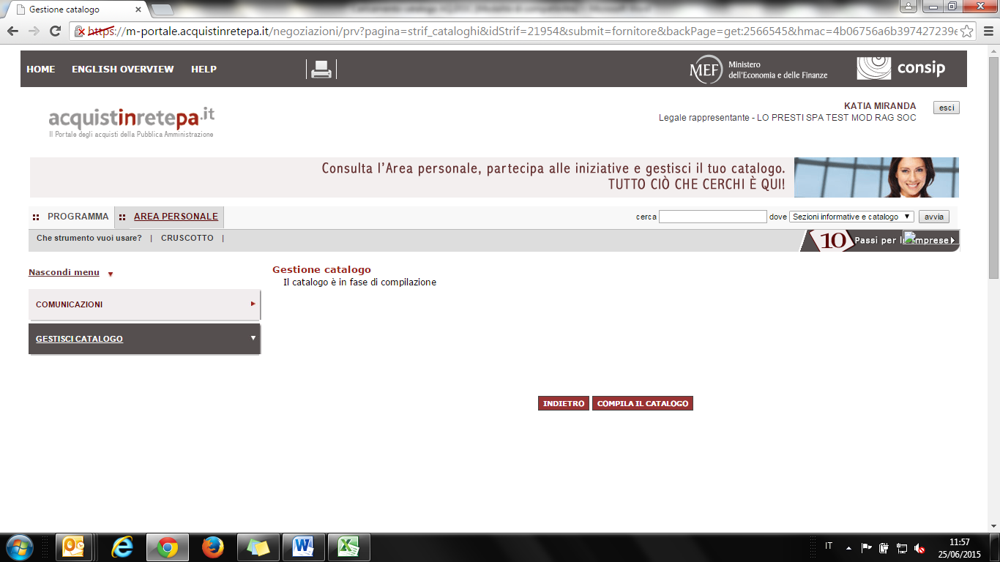 Gestione catalogo
https://m-portale.acquistinretepa.it/negoziazioni/prv?pagina=strif_cataloghi&idStrif=21954&submit=fornitore&backPage=get:2566545&hmac=4b06756a6b397427239e
HOME ENGLISH OVERVIEW HELP
MEF Ministero dell'Economia e delle Finanze
consip
acquistinretepa.it
Il Portale degli acquisti della Pubblica Amministrazione
KATIA MIRANDA
esci
Legale rappresentante - LO PRESTI SPA TEST MOD RAG SOC
Consulta l'Area personale, partecipa alle iniziative e gestisci il tuo catalogo.
TUTTO CIÒ CHE CERCHI È QUI!
PROGRAMMA AREA PERSONALE
cerca dove Sezioni informative e catalogo avvia
Che strumento vuoi usare? | CRUSCOTTO |
10 Passi per l mprese
Nascondi menu
Gestione catalogo
Il catalogo è in fase di compilazione
COMUNICAZIONI
GESTISCI CATALOGO
INDIETRO COMPILA IL CATALOGO
IT
11:57
25/06/2015